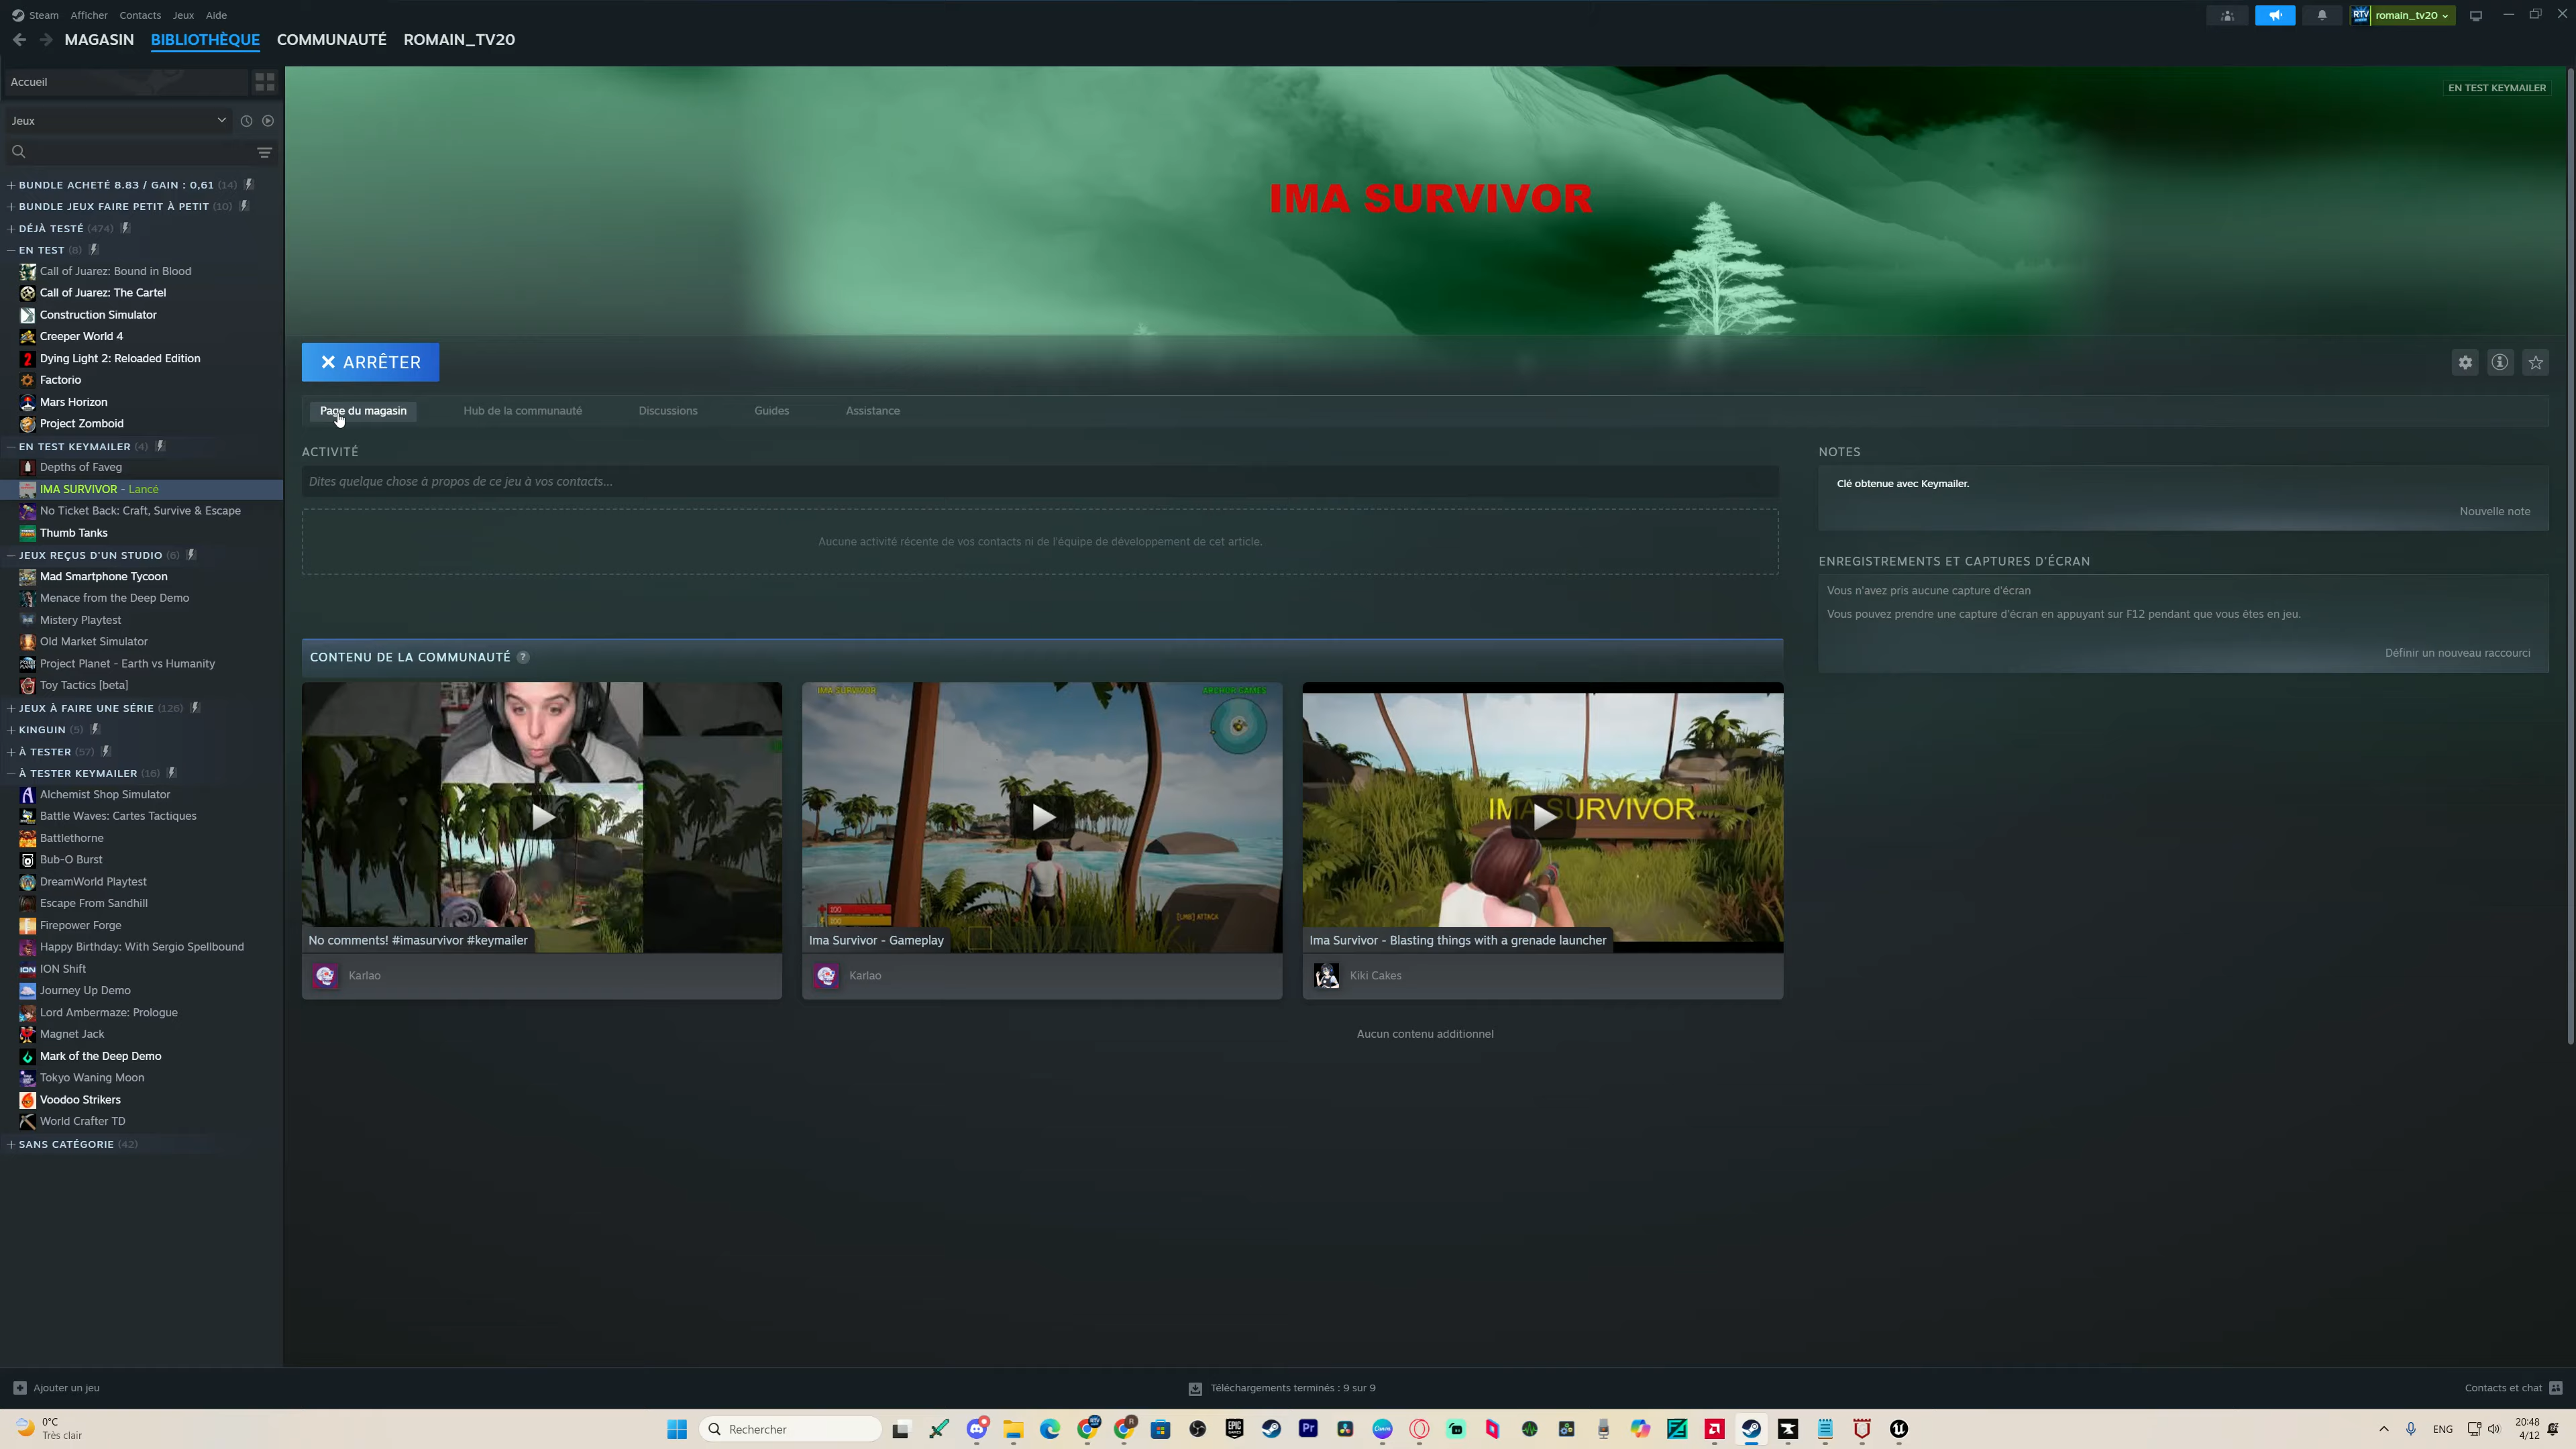 Steam Afficher Contacts Jeux Aide
romain_tv20
MAGASIN BIBLIOTHÈQUE COMMUNAUTÉ ROMAIN_TV20
Accueil
EN TEST KEYMAILER
Jeux
BUNDLE ACHETÉ 8.83 / GAIN : 0,61 (14)
BUNDLE JEUX FAIRE PETIT À PETIT (10)
DÉJÀ TESTÉ (474)
EN TEST (8)
Call of Juarez: Bound in Blood
Call of Juarez: The Cartel
Construction Simulator
Creeper World 4
Dying Light 2: Reloaded Edition
Factorio
Mars Horizon
Project Zomboid
EN TEST KEYMAILER (4)
Depths of Faveg
IMA SURVIVOR - Lancé
No Ticket Back: Craft, Survive & Escape
Thumb Tanks
JEUX REÇUS D'UN STUDIO (6)
Mad Smartphone Tycoon
Menace from the Deep Demo
Mistery Playtest
Old Market Simulator
Project Planet - Earth vs Humanity
Toy Tactics [beta]
JEUX À FAIRE UNE SÉRIE (126)
KINGUIN (5)
À TESTER (57)
À TESTER KEYMAILER (16)
Alchemist Shop Simulator
Battle Waves: Cartes Tactiques
Battlethorne
Bub-O Burst
DreamWorld Playtest
Escape From Sandhill
Firepower Forge
Happy Birthday: With Sergio Spellbound
ION Shift
Journey Up Demo
Lord Ambermaze: Prologue
Magnet Jack
Mark of the Deep Demo
Tokyo Waning Moon
Voodoo Strikers
World Crafter TD
SANS CATÉGORIE (42)
IMA SURVIVOR
ARRÊTER
Page du magasin Hub de la communauté Discussions Guides Assistance
ACTIVITÉ
Dites quelque chose à propos de ce jeu à vos contacts...
Aucune activité récente de vos contacts ni de l'équipe de développement de cet article.
NOTES
Clé obtenue avec Keymailer.
Nouvelle note
ENREGISTREMENTS ET CAPTURES D'ÉCRAN
Vous n'avez pris aucune capture d'écran
Vous pouvez prendre une capture d'écran en appuyant sur F12 pendant que vous êtes en jeu.
Définir un nouveau raccourci
CONTENU DE LA COMMUNAUTÉ ?
IMA SURVIVOR
ARCHUR GAMES
200
200
[LMB] ATTACA
IMA SURVIVOR
No comments! #imasurvivor #keymailer
Ima Survivor - Gameplay
Ima Survivor - Blasting things with a grenade launcher
Karlao
Karlao
Kiki Cakes
Aucun contenu additionnel
Ajouter un jeu
Téléchargements terminés : 9 sur 9
Contacts et chat
0°C
Très clair
Rechercher
ENG
20:48
4/12